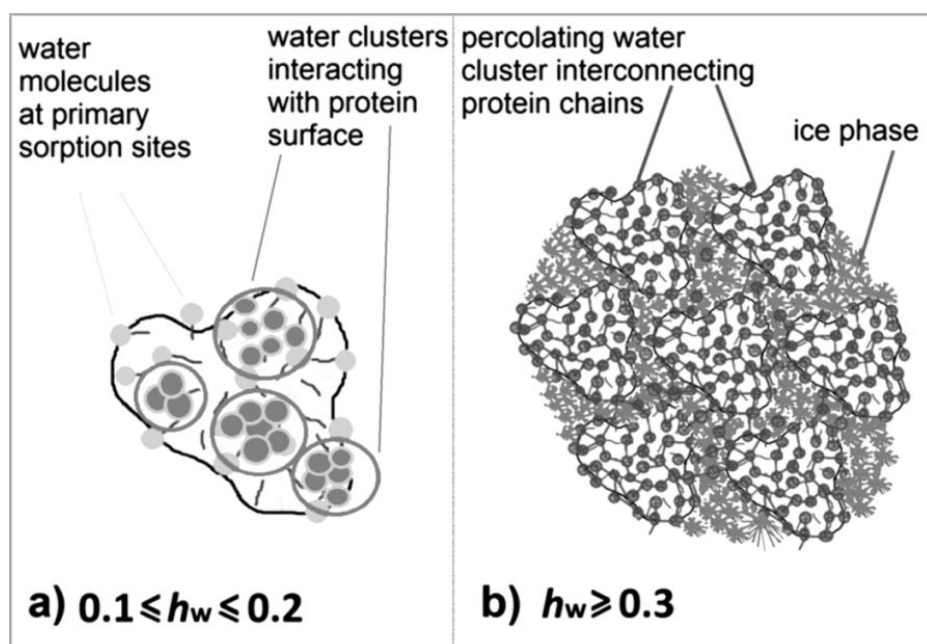 water
molecules
at primary
sorption sites
water clusters
interacting
with protein
surface
percolating water
cluster interconnecting
protein chains
ice phase
a) 0.1≤hw≤0.2
b) hw≥0.3